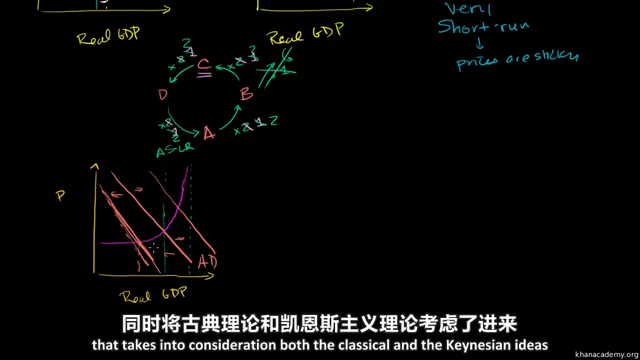 Real GDP
Real GDP
Very
Short-run
prices are sticky
C
D
B
A
ASLR
P
AD
Real GDP
同时将古典理论和凯恩斯主义理论考虑了进来
that takes into consideration both the classical and the Keynesian ideas
khanacademy.org